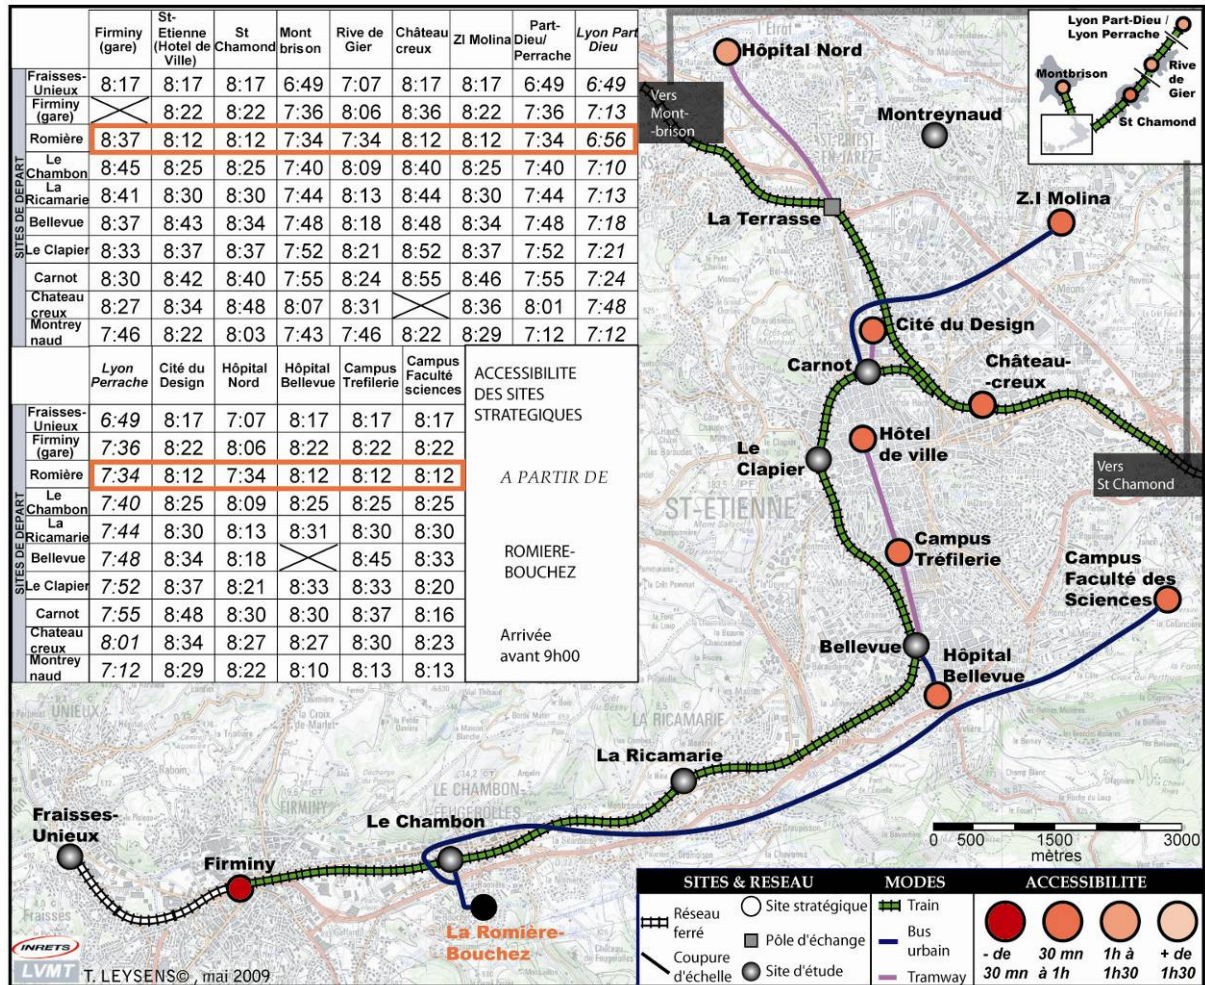 Firminy (gare) St-Etienne (Hotel de Ville) St Chamond Mont brison Rive de Gier Château creux ZI Molina Part-Dieu/ Perrache Lyon Part Dieu
SITES DE DEPART
Fraisses-Unieux 8:17 8:17 8:17 6:49 7:07 8:17 8:17 6:49 6:49
Firminy (gare) 8:22 8:22 7:36 8:06 8:36 8:22 7:36 7:13
Romière 8:37 8:12 8:12 7:34 7:34 8:12 8:12 7:34 6:56
Le Chambon 8:45 8:25 8:25 7:40 8:09 8:40 8:25 7:40 7:10
La Ricamarie 8:41 8:30 8:30 7:44 8:13 8:44 8:30 7:44 7:13
Bellevue 8:37 8:43 8:34 7:48 8:18 8:48 8:34 7:48 7:18
Le Clapier 8:33 8:37 8:37 7:52 8:21 8:52 8:37 7:52 7:21
Carnot 8:30 8:42 8:40 7:55 8:24 8:55 8:46 7:55 7:24
Chateau creux 8:27 8:34 8:48 8:07 8:31 8:36 8:01 7:48
Montrey naud 7:46 8:22 8:03 7:43 7:46 8:22 8:29 7:12 7:12
Lyon Perrache Cité du Design Hôpital Nord Hôpital Bellevue Campus Trefilerie Campus Faculté sciences
SITES DE DEPART
Fraisses-Unieux 6:49 8:17 7:07 8:17 8:17 8:17
Firminy (gare) 7:36 8:22 8:06 8:22 8:22 8:22
Romière 7:34 8:12 7:34 8:12 8:12 8:12
Le Chambon 7:40 8:25 8:09 8:25 8:25 8:25
La Ricamarie 7:44 8:30 8:13 8:31 8:30 8:30
Bellevue 7:48 8:34 8:18 8:45 8:33
Le Clapier 7:52 8:37 8:21 8:33 8:33 8:20
Carnot 7:55 8:48 8:30 8:30 8:37 8:16
Chateau creux 8:01 8:34 8:27 8:27 8:30 8:23
Montrey naud 7:12 8:29 8:22 8:10 8:13 8:13
ACCESSIBILITE
DES SITES
STRATEGIQUES
A PARTIR DE
ROMIERE-
BOUCHEZ
Arrivée
avant 9h00
Hôpital Nord
Vers
Mont-
-brison
Montreynaud
Lyon Part-Dieu /
Lyon Perrache
Montbrison
Rive
de
Gier
St Chamond
ST-PRIEST
EN-JAREZ
La Terrasse
Z.I Molina
Cité du Design
Carnot
Château-
-creux
Hôtel
de ville
Le
Clapier
Vers
St Chamond
ST-ÉTIENNE
Campus
Tréfilerie
Campus
Faculté des
Sciences
Bellevue
Hôpital
Bellevue
LA RICAMARIE
La Ricamarie
UNIEUX
LE CHAMBON-
FEUGEROLLES
FIRMINY
Le Chambon
Fraisses-
Unieux
Firminy
Fraisses
La Romière-
Bouchez
0 500 1500 3000
mètres
SITES & RESEAU
Réseau
ferré
Coupure
d'échelle
Site stratégique
Pôle d'échange
Site d'étude
MODES
Train
Bus
urbain
Tramway
ACCESSIBILITE
- de
30 mn
30 mn
à 1h
1h à
1h30
+ de
1h30
INRETS
LVMT
T. LEYSENS©, mai 2009